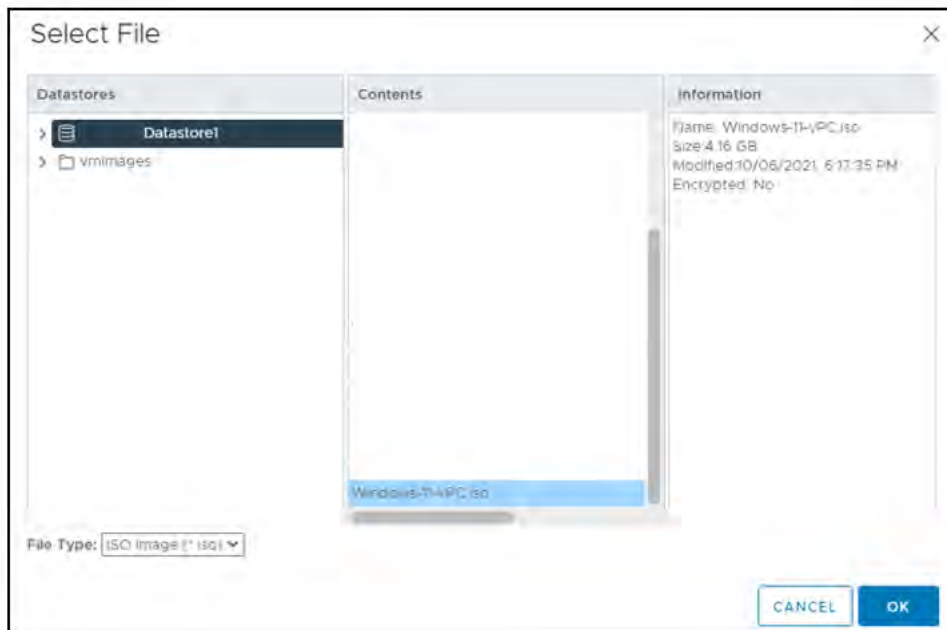 Select File
Datastores
Contents
Information
Datastore1
vmimages
Name: Windows-11-vPC.iso
Size:4.16 GB
Modified:10/06/2021, 6:17:35 PM
Encrypted: No
Windows-11-vPC.iso
File Type: ISO Image (*.iso)
CANCEL
OK